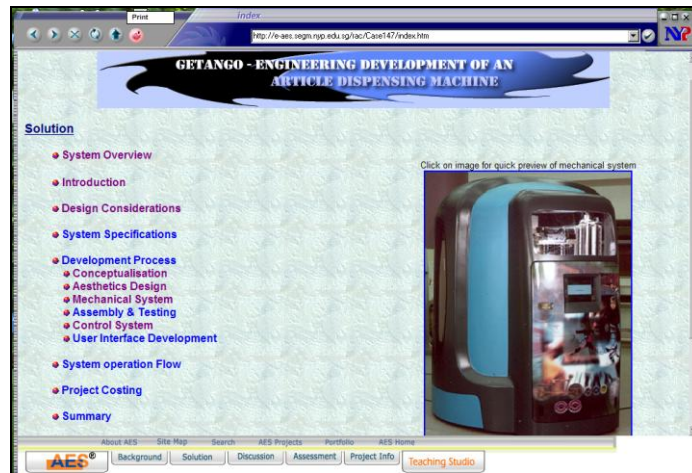 Print
index
http://e-aes.segm.nyp.edu.sg/rac/Case147/index.htm
NYP
GETANGO - ENGINEERING DEVELOPMENT OF AN
ARTICLE DISPENSING MACHINE
Solution
System Overview
Introduction
Design Considerations
System Specifications
Development Process
Conceptualisation
Aesthetics Design
Mechanical System
Assembly & Testing
Control System
User Interface Development
System operation Flow
Project Costing
Summary
Click on image for quick preview of mechanical system
About AES Site Map Search AES Projects Portfolio AES Home
AES® Background Solution Discussion Assessment Project Info Teaching Studio